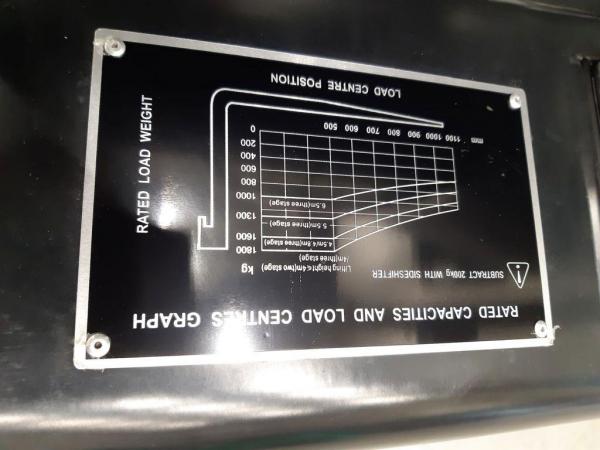 RATED CAPACITIES AND LOAD CENTRES GRAPH
SUBTRACT 200kg WITH SIDESHIFTER
kg
Lifting height≤4m(two stage)
/4m(three stage)
1800
4.5m/4.8m(three stage)
1600
5.5m(three stage)
1300
6.5m(three stage)
1000
800
600
400
200
0
500 600 700 800 900 1000 1100 mm
RATED LOAD WEIGHT
LOAD CENTRE POSITION